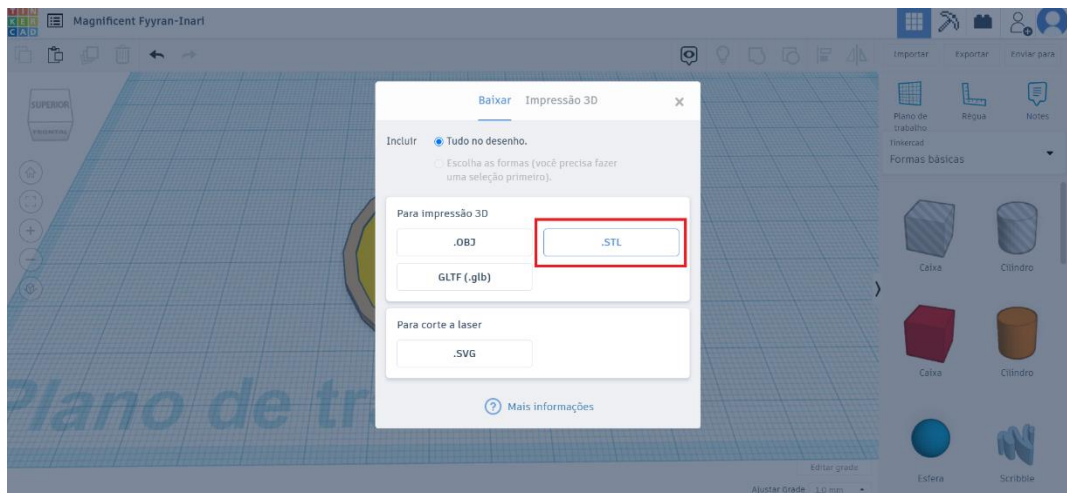 TIN
KER
CAD
Magnificent Fyyran-Inari
Importar Exportar Enviar para
SUPERIOR
Plano de trabalho
Régua
Notes
Tinkercad
Formas básicas
Baixar Impressão 3D
Incluir Tudo no desenho.
Escolha as formas (você precisa fazer
uma seleção primeiro).
Para impressão 3D
.OBJ .STL
GLTF (.glb)
Para corte a laser
.SVG
Mais informações
Caixa Cilindro
Caixa Cilindro
Esfera Scribble
Plano de tr
Editar grade
Ajustar Grade 1.0 mm